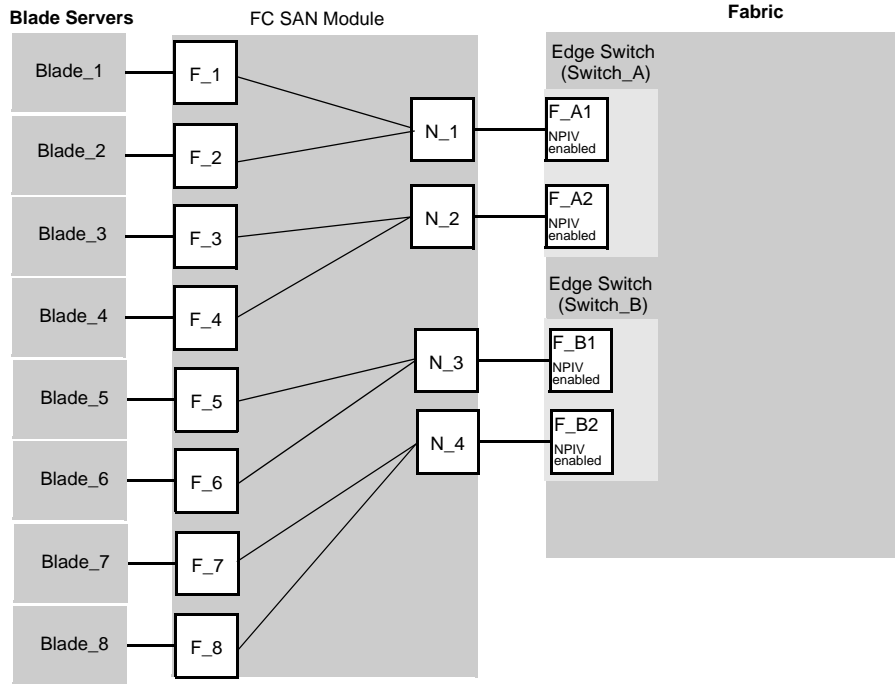 Blade Servers
FC SAN Module
Fabric
Blade_1
Blade_2
Blade_3
Blade_4
Blade_5
Blade_6
Blade_7
Blade_8
F_1
F_2
F_3
F_4
F_5
F_6
F_7
F_8
N_1
N_2
N_3
N_4
Edge Switch
(Switch_A)
F_A1
NPIV
enabled
F_A2
NPIV
enabled
Edge Switch
(Switch_B)
F_B1
NPIV
enabled
F_B2
NPIV
enabled